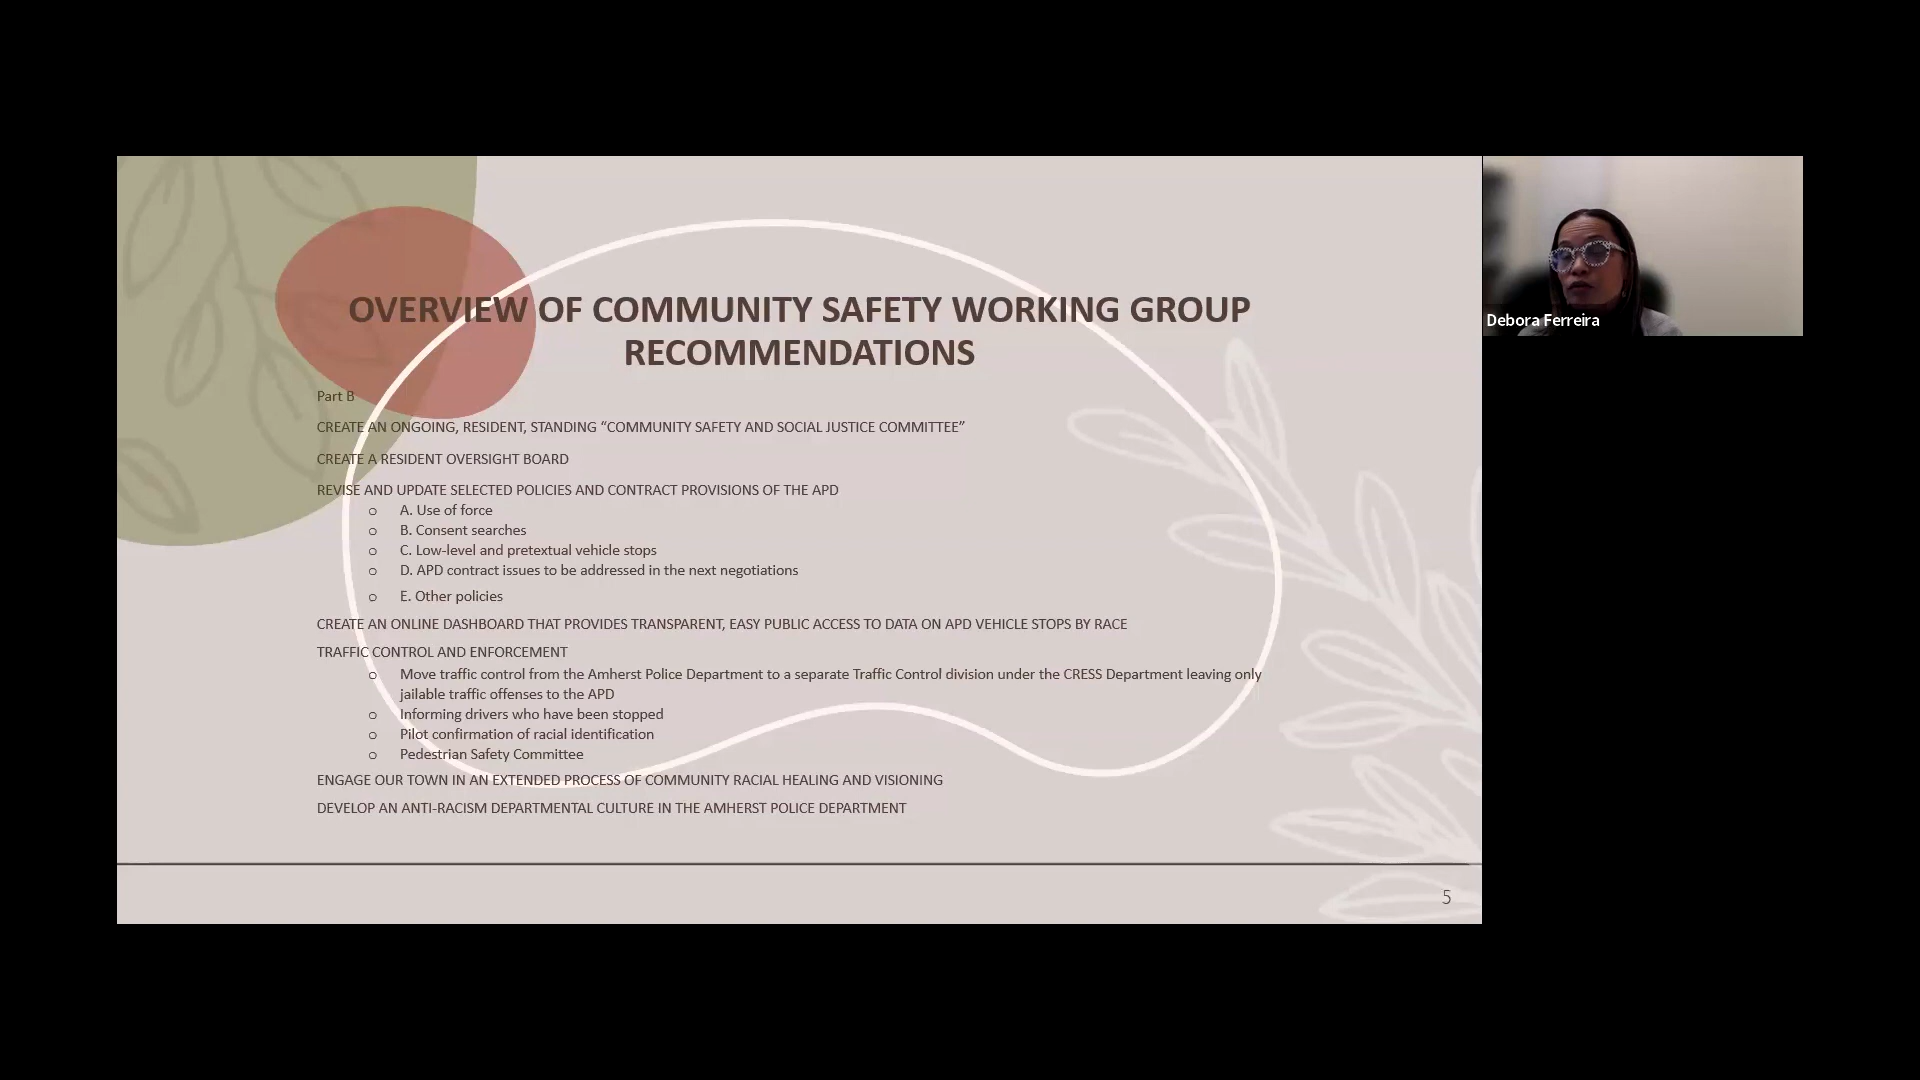 OVERVIEW OF COMMUNITY SAFETY WORKING GROUP
RECOMMENDATIONS
Part B
CREATE AN ONGOING, RESIDENT, STANDING “COMMUNITY SAFETY AND SOCIAL JUSTICE COMMITTEE”
CREATE A RESIDENT OVERSIGHT BOARD
REVISE AND UPDATE SELECTED POLICIES AND CONTRACT PROVISIONS OF THE APD
o A. Use of force
o B. Consent searches
o C. Low-level and pretextual vehicle stops
o D. APD contract issues to be addressed in the next negotiations
o E. Other policies
CREATE AN ONLINE DASHBOARD THAT PROVIDES TRANSPARENT, EASY PUBLIC ACCESS TO DATA ON APD VEHICLE STOPS BY RACE
TRAFFIC CONTROL AND ENFORCEMENT
o Move traffic control from the Amherst Police Department to a separate Traffic Control division under the CRESS Department leaving only
jailable traffic offenses to the APD
o Informing drivers who have been stopped
o Pilot confirmation of racial identification
o Pedestrian Safety Committee
ENGAGE OUR TOWN IN AN EXTENDED PROCESS OF COMMUNITY RACIAL HEALING AND VISIONING
DEVELOP AN ANTI-RACISM DEPARTMENTAL CULTURE IN THE AMHERST POLICE DEPARTMENT
5
Debora Ferreira